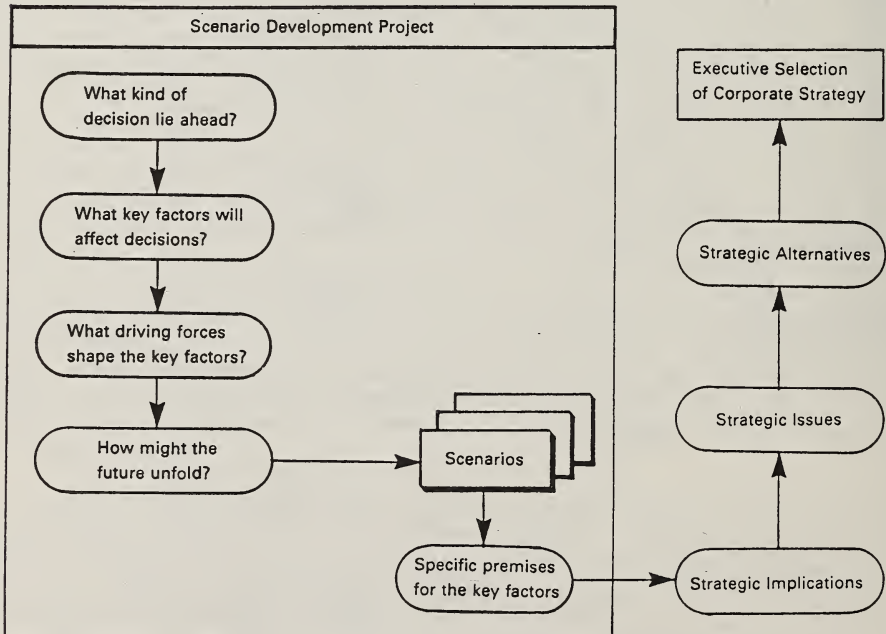 Scenario Development Project
What kind of
decision lie ahead?
What key factors will
affect decisions?
What driving forces
shape the key factors?
How might the
future unfold?
Scenarios
Specific premises
for the key factors
Strategic Implications
Strategic Issues
Strategic Alternatives
Executive Selection
of Corporate Strategy